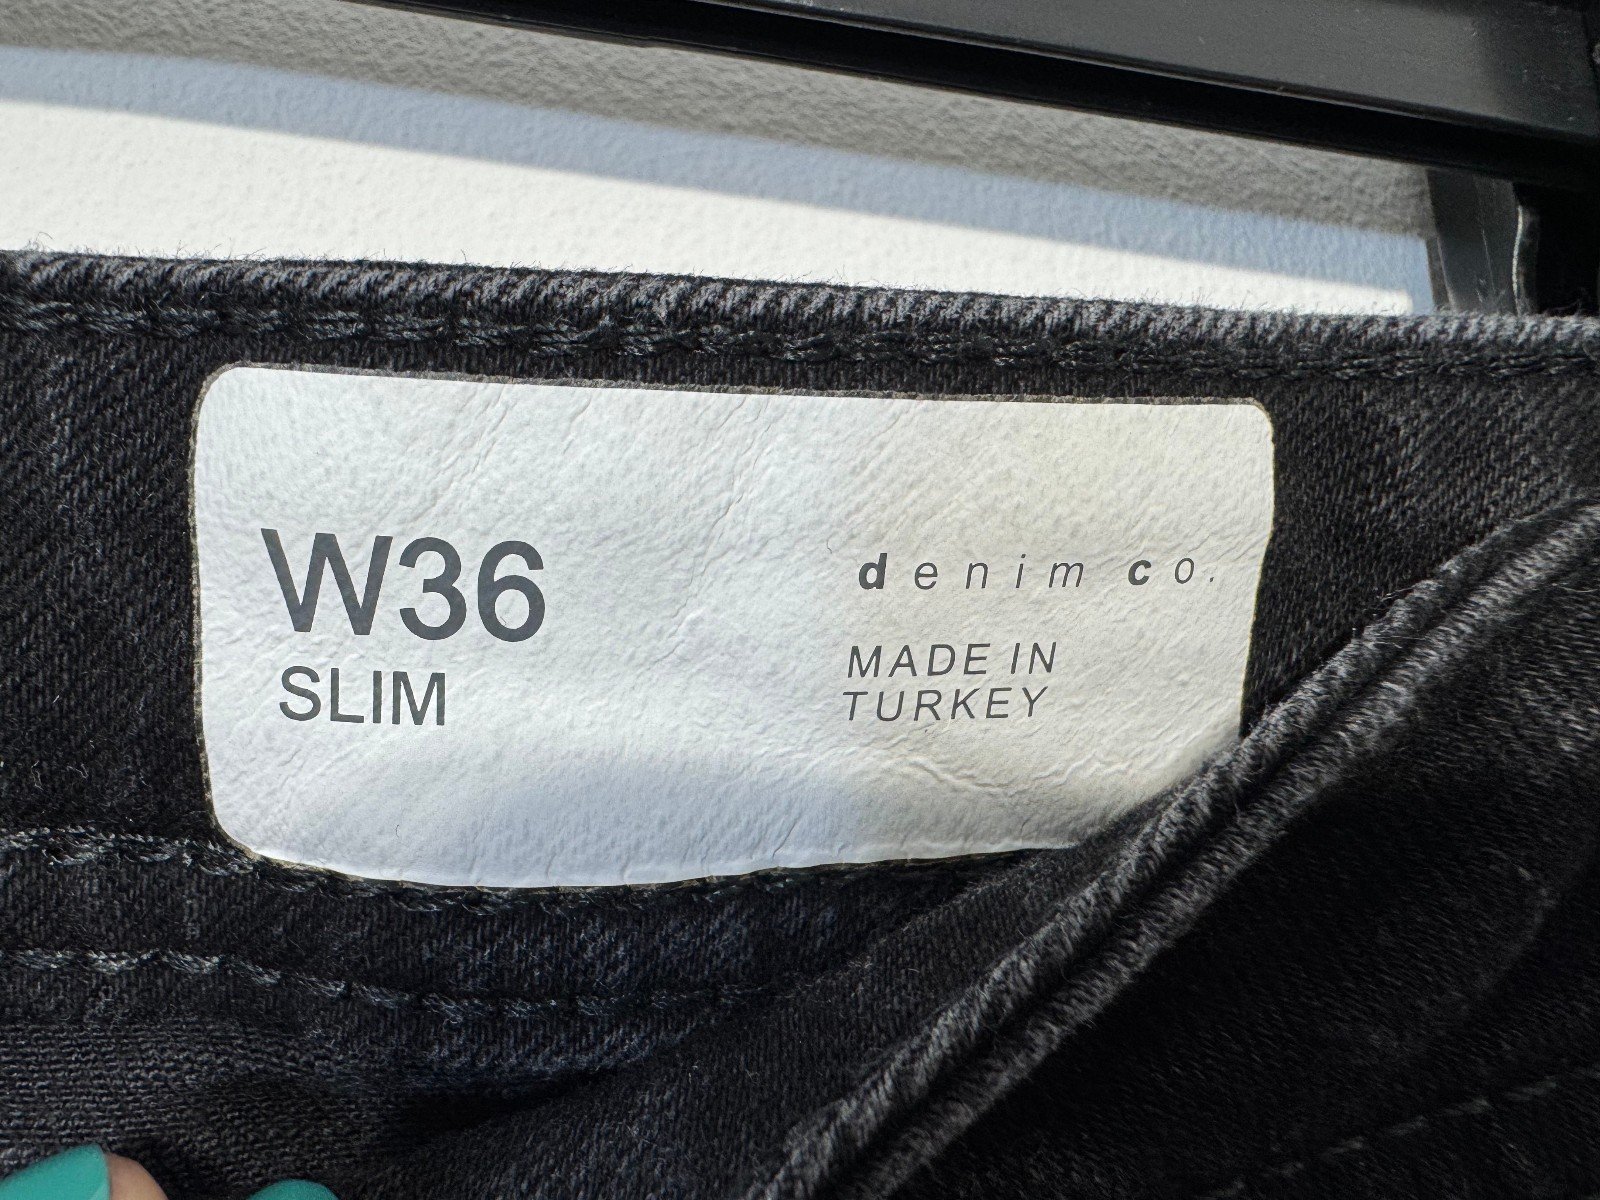 W36
SLIM
denim co.
MADE IN
TURKEY